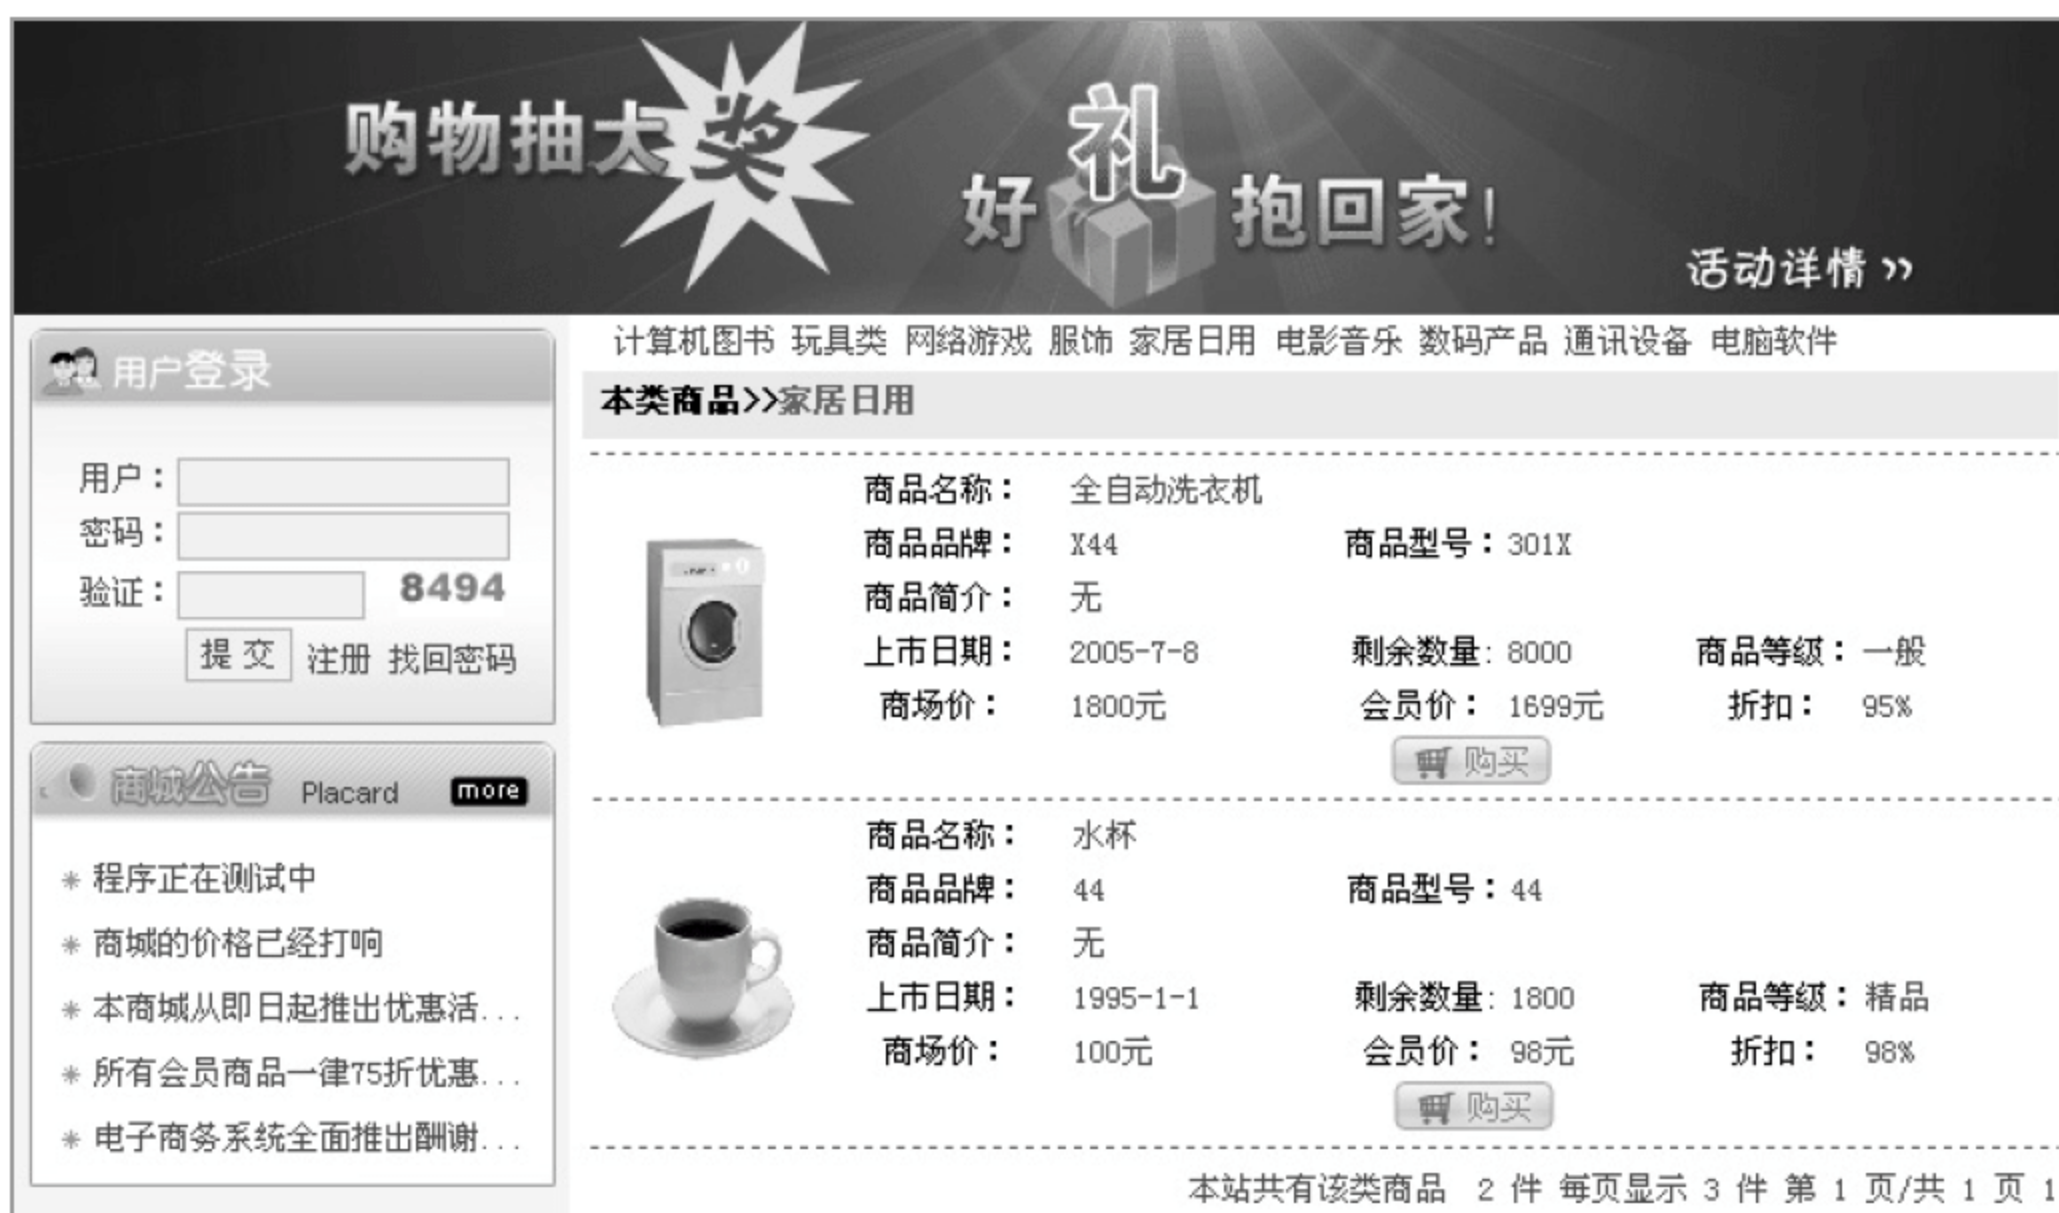 购物抽大奖
好礼抱回家!
活动详情 >>
用户登录
用户：
密码：
验证： 8494
提 交 注册 找回密码
商城公告 Placard more
* 程序正在测试中
* 商城的价格已经打响
* 本商城从即日起推出优惠活...
* 所有会员商品一律75折优惠...
* 电子商务系统全面推出酬谢...
计算机图书 玩具类 网络游戏 服饰 家居日用 电影音乐 数码产品 通讯设备 电脑软件
本类商品>>家居日用
商品名称： 全自动洗衣机
商品品牌： X44 商品型号：301X
商品简介： 无
上市日期： 2005-7-8 剩余数量: 8000 商品等级：一般
商场价： 1800元 会员价： 1699元 折扣： 95%
购买
商品名称： 水杯
商品品牌： 44 商品型号：44
商品简介： 无
上市日期： 1995-1-1 剩余数量: 1800 商品等级：精品
商场价： 100元 会员价： 98元 折扣： 98%
购买
本站共有该类商品 2 件 每页显示 3 件 第 1 页/共 1 页 1